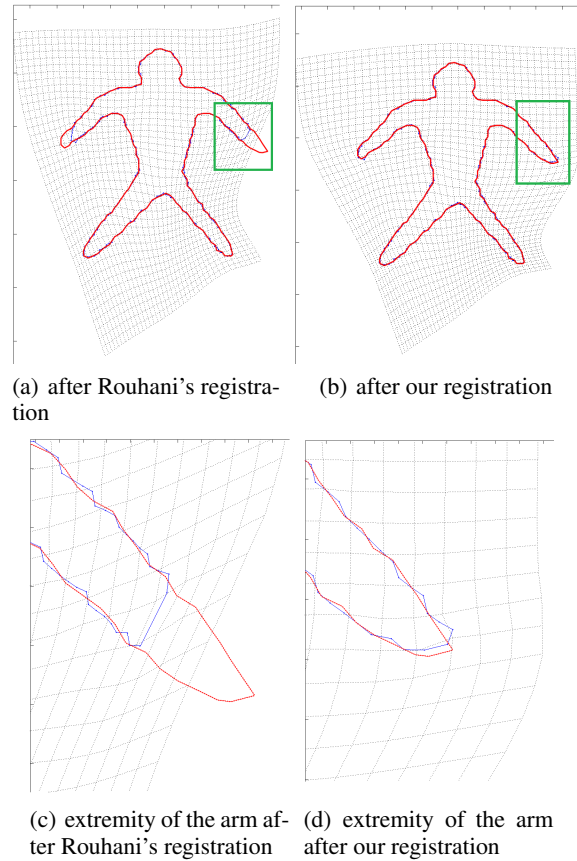 (a) after Rouhani's registra-
tion
(b) after our registration
(c) extremity of the arm af-
ter Rouhani's registration
(d) extremity of the arm
after our registration